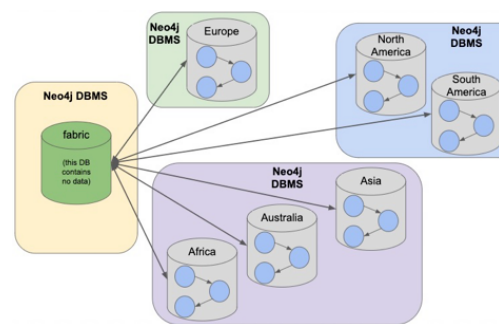 Neo4j DBMS
fabric
(this DB
contains
no data)
Neo4j
DBMS
Europe
North
America
Neo4j
DBMS
South
America
Neo4j
DBMS
Asia
Australia
Africa